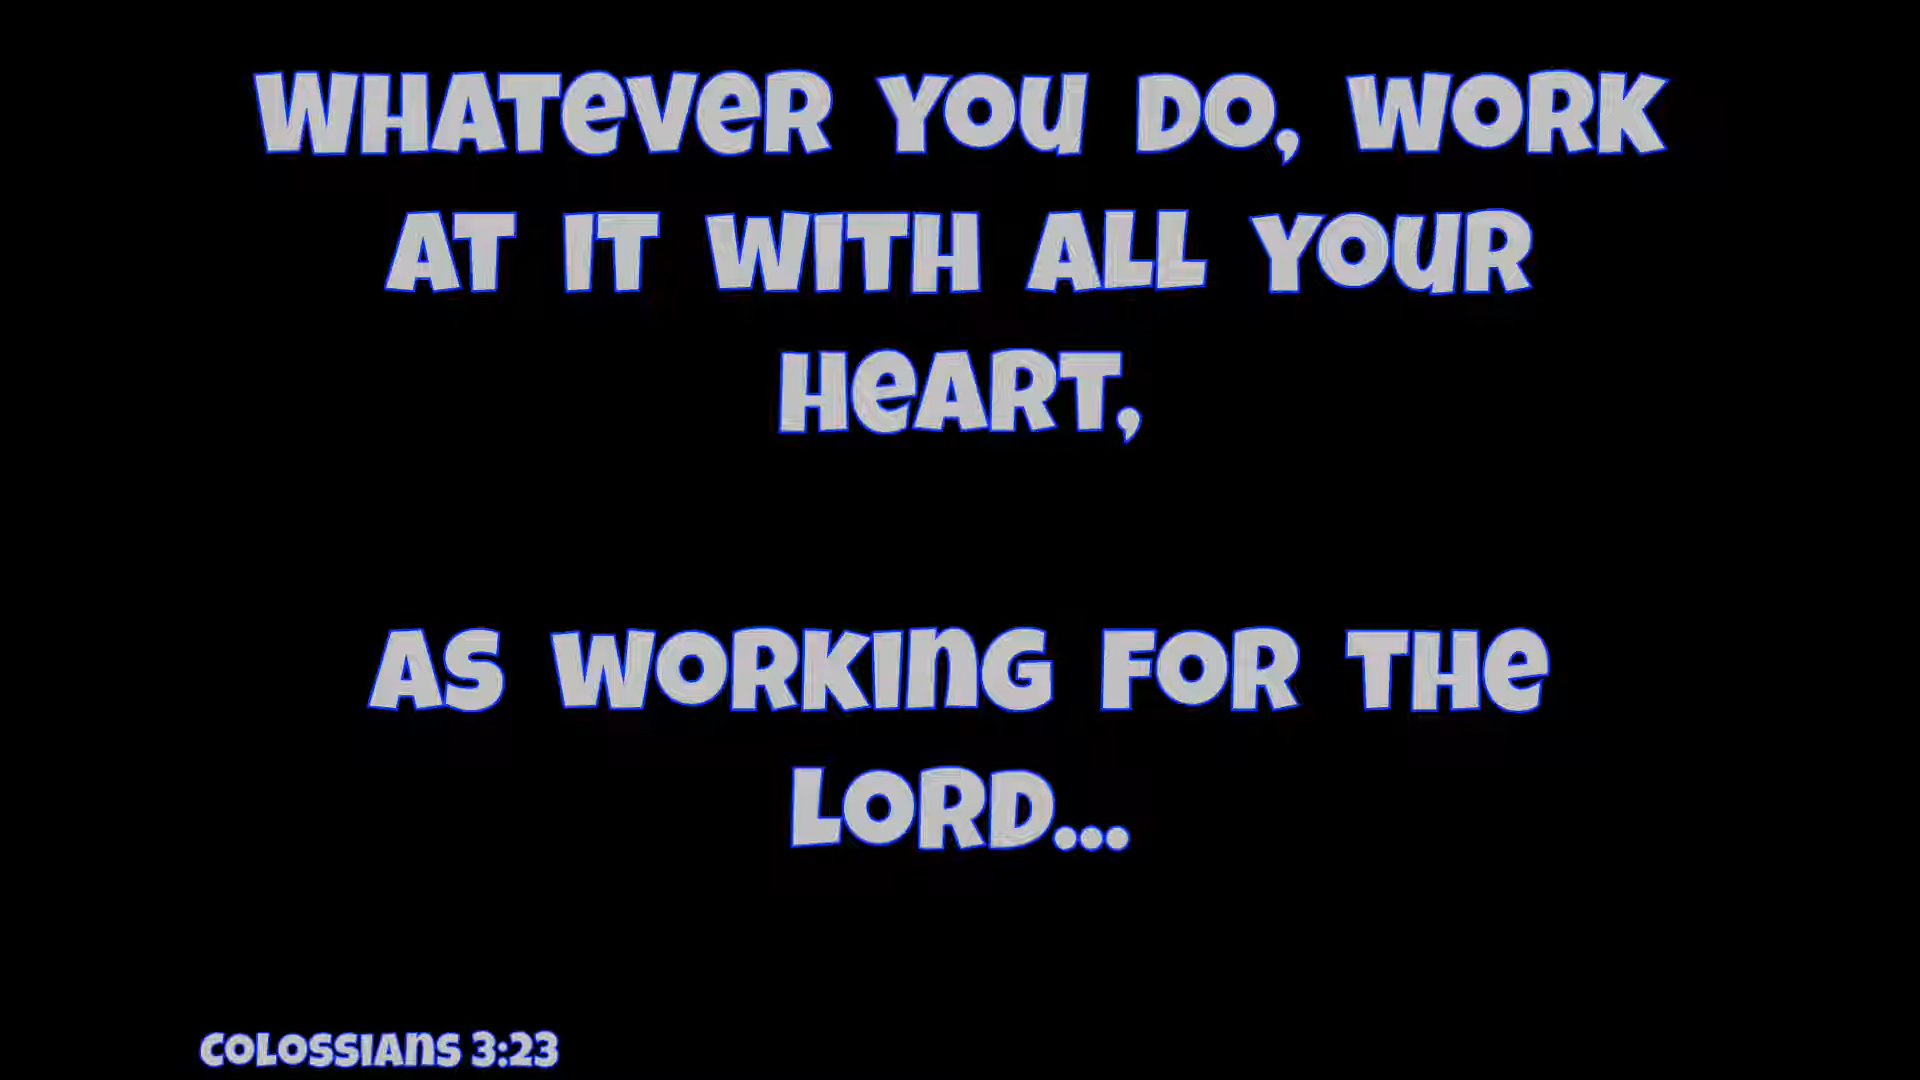 WHATEVER YOU DO, WORK
AT IT WITH ALL YOUR
HEART,
AS WORKING FOR THE
LORD...
COLOSSIANS 3:23